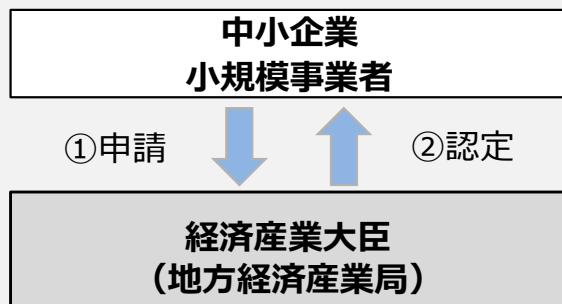 中小企業
小規模事業者
①申請
②認定
経済産業大臣
（地方経済産業局）